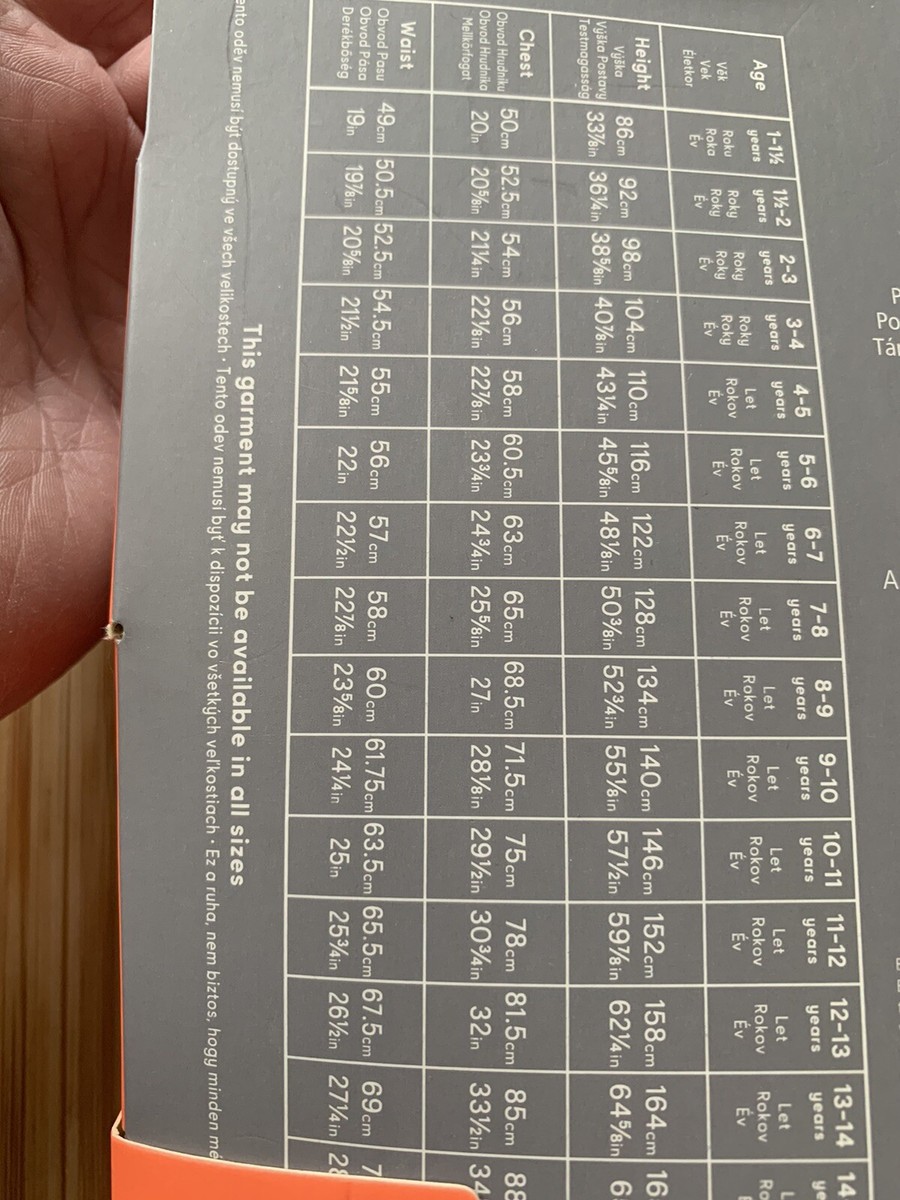 Age 1-1½ 1½-2 2-3 3-4 4-5 5-6 6-7 7-8 8-9 9-10 10-11 11-12 12-13 13-14 14
years years years years years years years years years years years years years years
Věk Roku Roky Roky Roky Let Let Let Let Let Let Let Let Let Let
Vek Roka Roky Roky Roky Rokov Rokov Rokov Rokov Rokov Rokov Rokov Rokov Rokov Rokov
Életkor Év Év Év Év Év Év Év Év Év Év Év Év Év Év
Height 86cm 92cm 98cm 104cm 110cm 116cm 122cm 128cm 134cm 140cm 146cm 152cm 158cm 164cm
Výška
Výška Postavy 33⅞in 36¼in 38⅝in 40⅞in 43¼in 45⅝in 48⅛in 50⅜in 52¾in 55⅛in 57½in 59⅞in 62¼in 64⅝in
Testmagasság
Chest 50cm 52.5cm 54cm 56cm 58cm 60.5cm 63cm 65cm 68.5cm 71.5cm 75cm 78cm 81.5cm 85cm 88
Obvod Hrudníku
Obvod Hrudníka 20in 20⅝in 21¼in 22⅛in 22⅞in 23¾in 24¾in 25⅝in 27in 28⅛in 29½in 30¾in 32in 33½in 34
Mellkörfogat
Waist
Obvod Pasu 49cm 50.5cm 52.5cm 54.5cm 55cm 56cm 57cm 58cm 60cm 61.75cm 63.5cm 65.5cm 67.5cm 69cm
Obvod Pása
Derékbőség 19in 19⅞in 20⅝in 21½in 21⅝in 22in 22½in 22⅞in 23⅝in 24¼in 25in 25¾in 26½in 27¼in 28
This garment may not be available in all sizes
ento oděv nemusí být dostupný ve všech velikostech · Tento odev nemusí byť k dispozícii vo všetkých veľkostiach · Ez a ruha, nem biztos, hogy minden mé